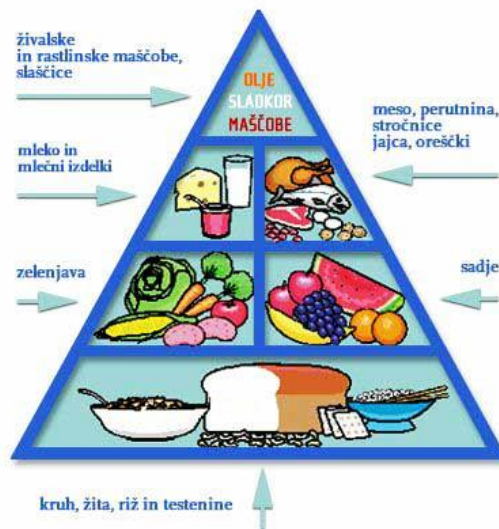 živalske
in rastlinske maščobe,
slaščice
OLJE
SLADKOR
MAŠČOBE
meso, perutnina,
stročnice
jajca, oreščki
mleko in
mlečni izdelki
zelenjava
sadje
kruh, žita, riž in testenine